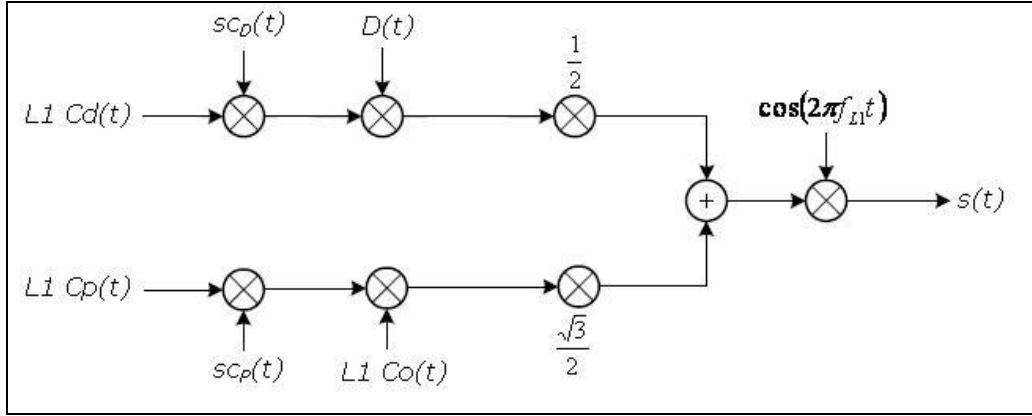 sc_D(t) D(t)
1/2
L1 Cd(t)
cos(2πf_L1 t)
+
s(t)
L1 Cp(t)
√3/2
sc_P(t) L1 Co(t)